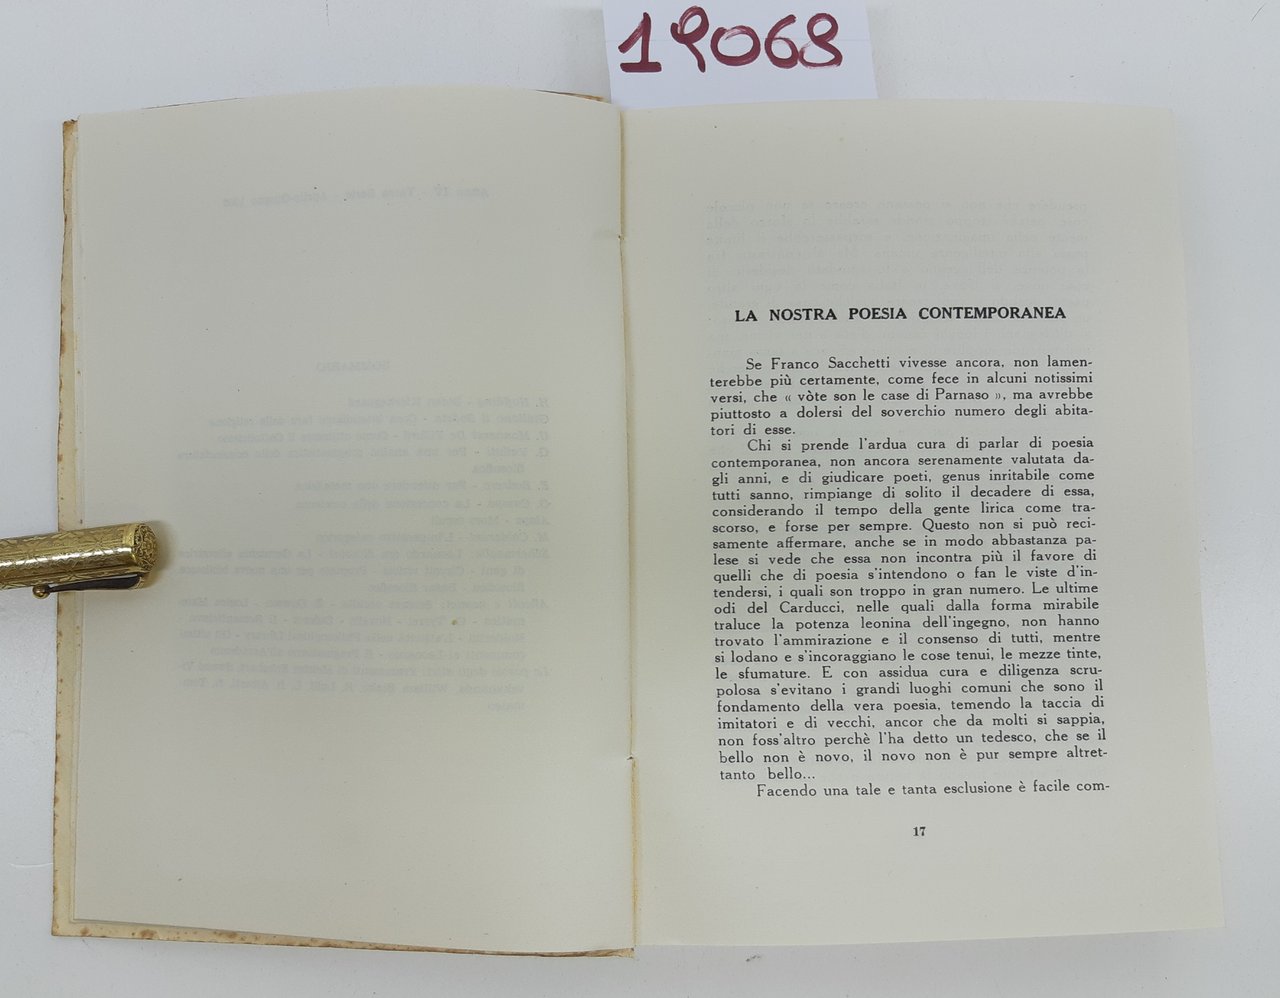 19068
LA NOSTRA POESIA CONTEMPORANEA
Se Franco Sacchetti vivesse ancora, non lamen-
terebbe più certamente, come fece in alcuni notissimi
versi, che « vòte son le case di Parnaso », ma avrebbe
piuttosto a dolersi del soverchio numero degli abita-
tori di esse.
Chi si prende l'ardua cura di parlar di poesia
contemporanea, non ancora serenamente valutata da-
gli anni, e di giudicare poeti, genus inritabile come
tutti sanno, rimpiange di solito il decadere di essa,
considerando il tempo della gente lirica come tra-
scorso, e forse per sempre. Questo non si può reci-
samente affermare, anche se in modo abbastanza pa-
lese si vede che essa non incontra più il favore di
quelli che di poesia s'intendono o fan le viste d'in-
tendersi, i quali son troppo in gran numero. Le ultime
odi del Carducci, nelle quali dalla forma mirabile
traluce la potenza leonina dell'ingegno, non hanno
trovato l'ammirazione e il consenso di tutti, mentre
si lodano e s'incoraggiano le cose tenui, le mezze tinte,
le sfumature. E con assidua cura e diligenza scru-
polosa s'evitano i grandi luoghi comuni che sono il
fondamento della vera poesia, temendo la taccia di
imitatori e di vecchi, ancor che da molti si sappia,
non foss'altro perchè l'ha detto un tedesco, che se il
bello non è novo, il novo non è pur sempre altret-
tanto bello...
Facendo una tale e tanta esclusione è facile com-
17